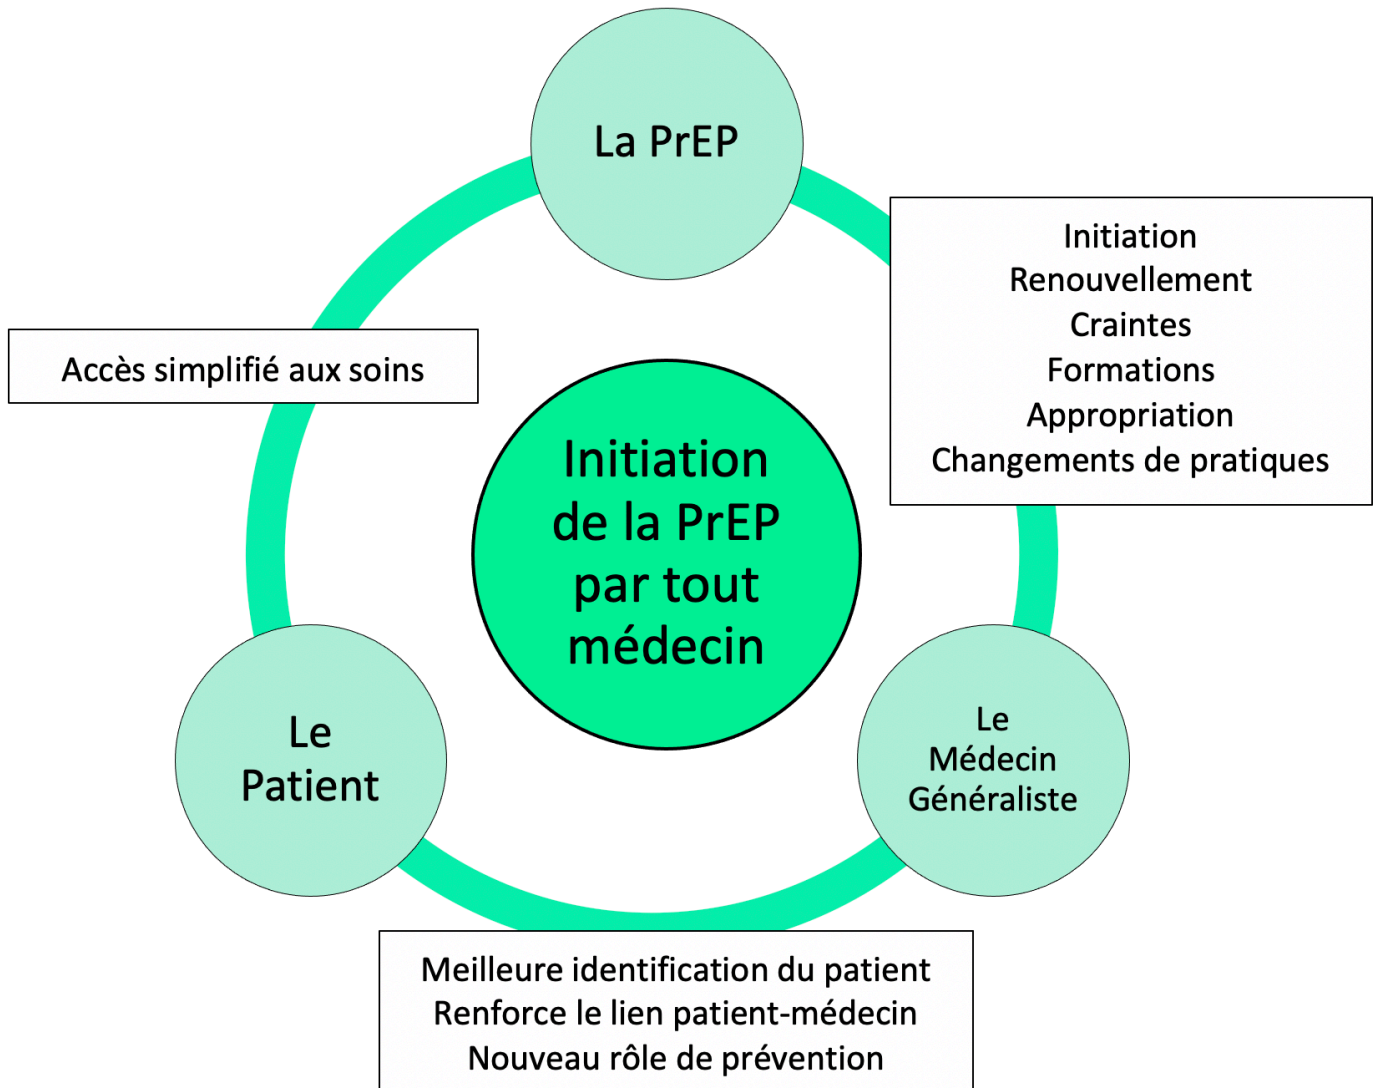 La PrEP
Initiation
Renouvellement
Craintes
Formations
Appropriation
Changements de pratiques
Accès simplifié aux soins
Initiation
de la PrEP
par tout
médecin
Le
Patient
Le
Médecin
Généraliste
Meilleure identification du patient
Renforce le lien patient-médecin
Nouveau rôle de prévention